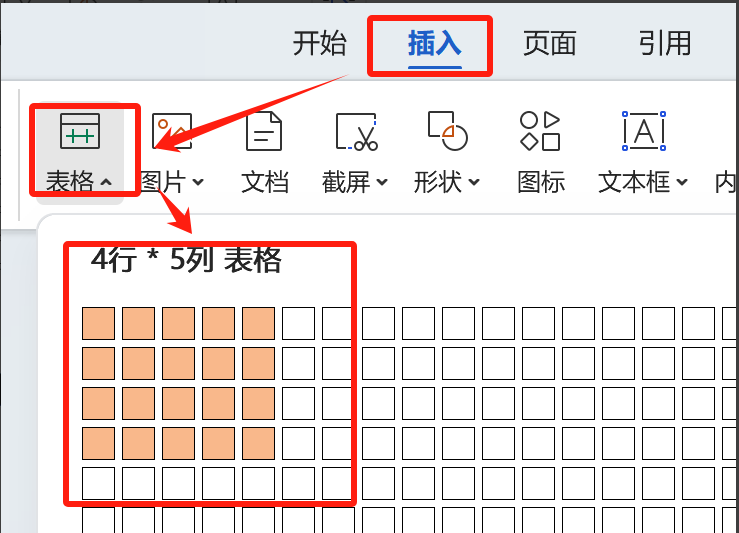 开始 插入 页面 引用
表格 图片 文档 截屏 形状 图标 文本框 内
4行 * 5列 表格